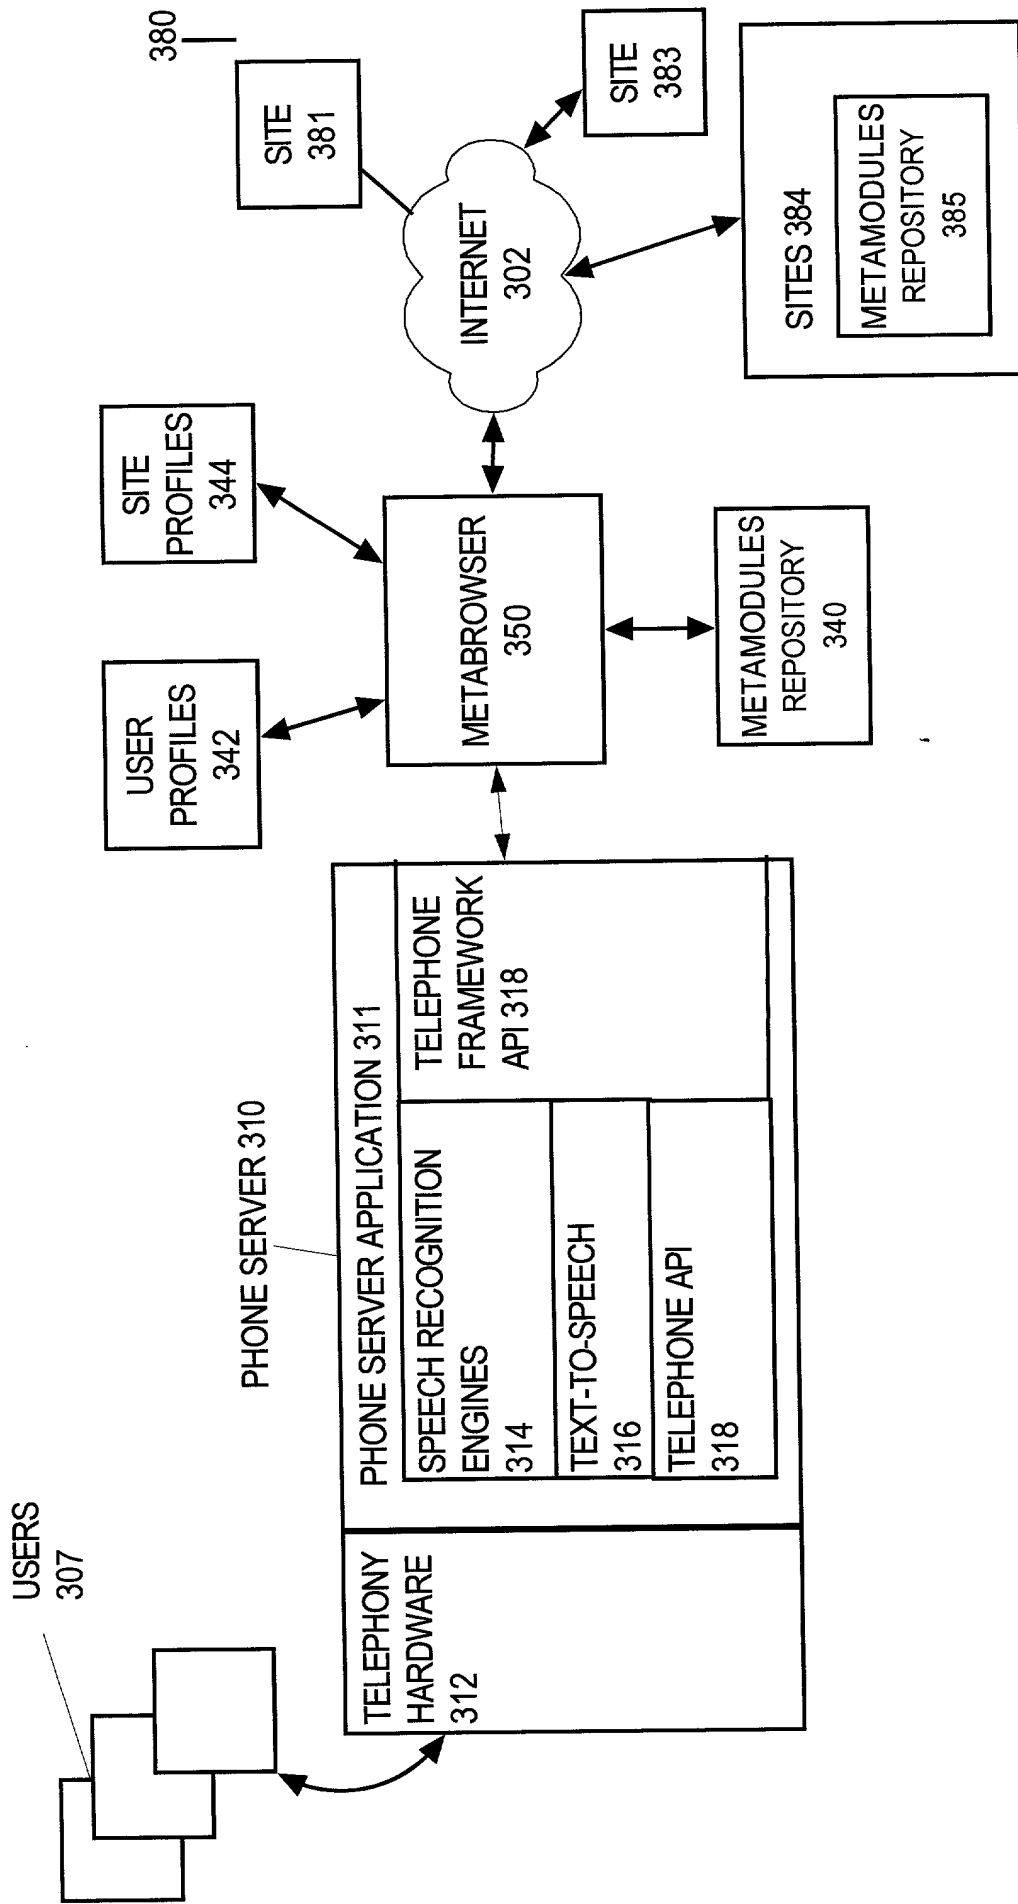 USERS
307
PHONE SERVER 310
TELEPHONY
HARDWARE
312
PHONE SERVER APPLICATION 311
SPEECH RECOGNITION
ENGINES
314
TEXT-TO-SPEECH
316
TELEPHONE API
318
TELEPHONE
FRAMEWORK
API 318
USER
PROFILES
342
SITE
PROFILES
344
METABROWSER
350
METAMODULES
REPOSITORY
340
INTERNET
302
380
SITE
381
SITE
383
SITES 384
METAMODULES
REPOSITORY
385